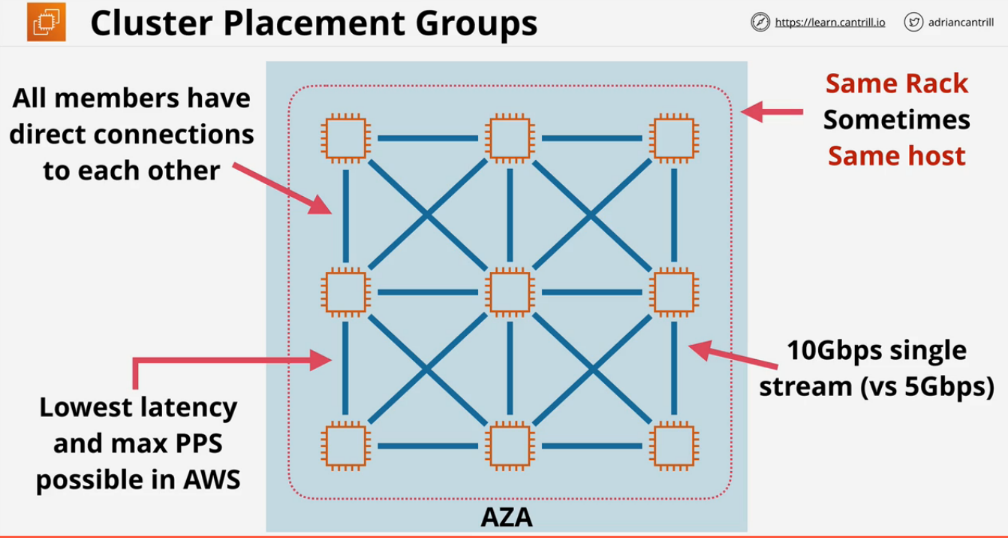 Cluster Placement Groups
https://learn.cantrill.io
adriancantrill
All members have
direct connections
to each other
Same Rack
Sometimes
Same host
10Gbps single
stream (vs 5Gbps)
Lowest latency
and max PPS
possible in AWS
AZA